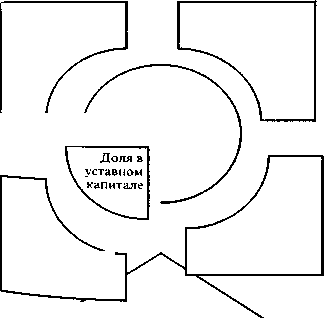 Доля в
уставном
капитале